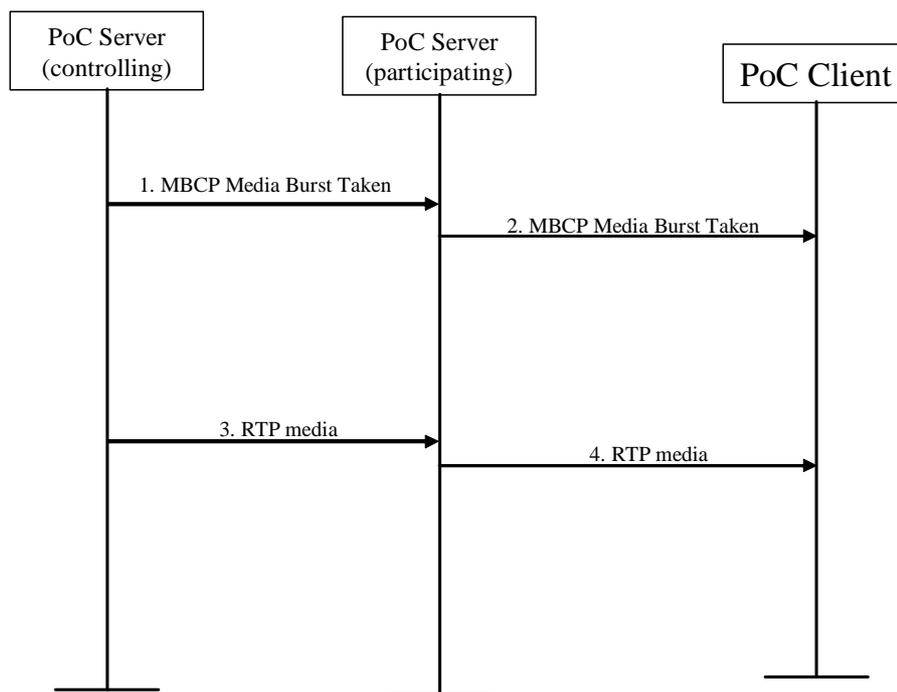 PoC Server
(controlling)
PoC Server
(participating)
PoC Client
1. MBCP Media Burst Taken
2. MBCP Media Burst Taken
3. RTP media
4. RTP media